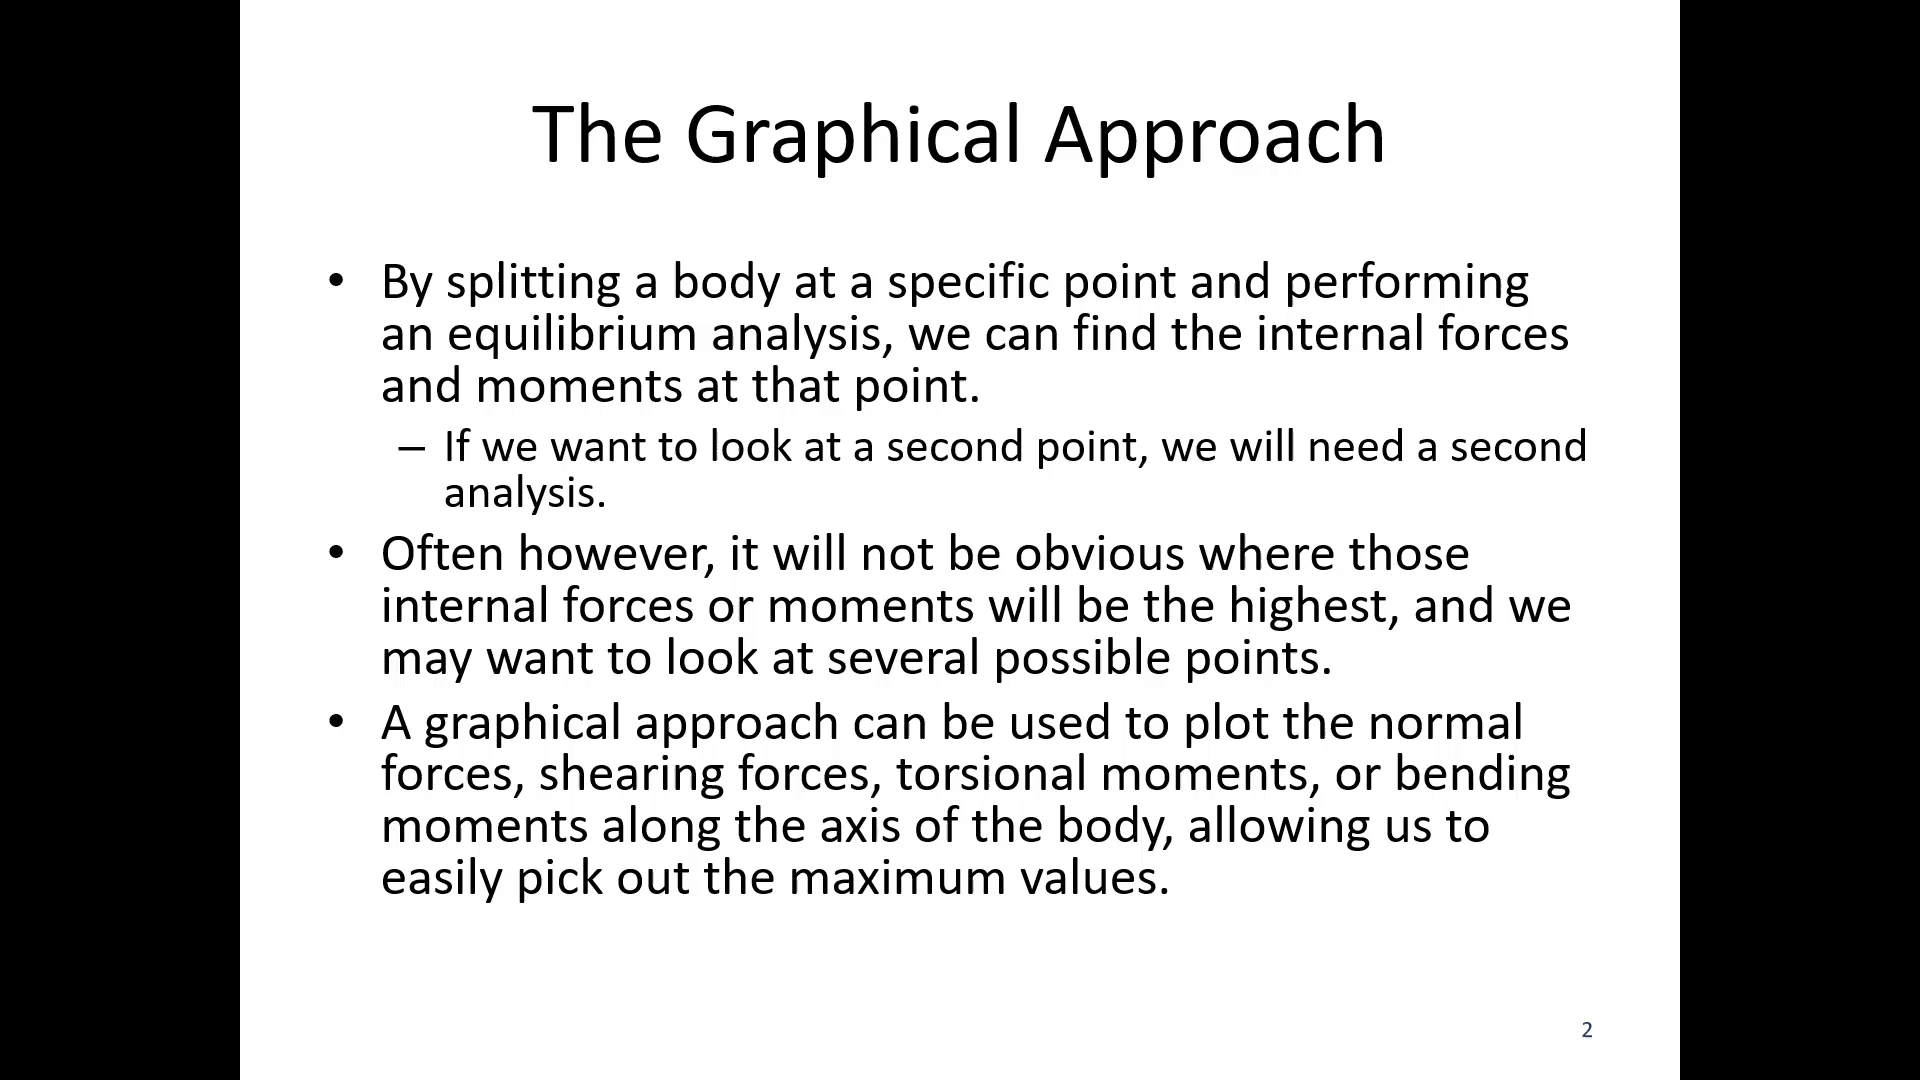 The Graphical Approach
• By splitting a body at a specific point and performing
an equilibrium analysis, we can find the internal forces
and moments at that point.
– If we want to look at a second point, we will need a second
analysis.
• Often however, it will not be obvious where those
internal forces or moments will be the highest, and we
may want to look at several possible points.
• A graphical approach can be used to plot the normal
forces, shearing forces, torsional moments, or bending
moments along the axis of the body, allowing us to
easily pick out the maximum values.
2